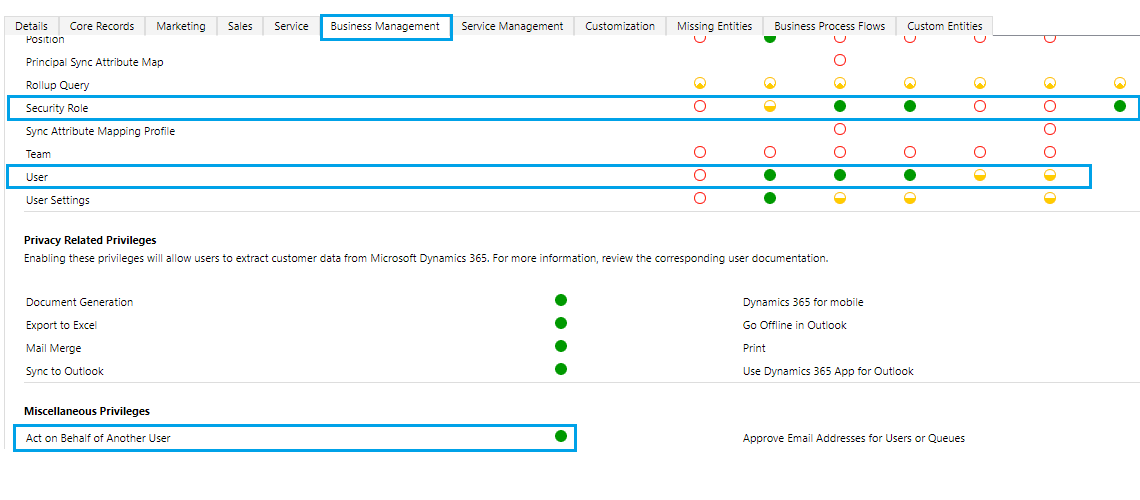 Details Core Records Marketing Sales Service Business Management Service Management Customization Missing Entities Business Process Flows Custom Entities
Position
Principal Sync Attribute Map
Rollup Query
Security Role
Sync Attribute Mapping Profile
Team
User
User Settings
Privacy Related Privileges
Enabling these privileges will allow users to extract customer data from Microsoft Dynamics 365. For more information, review the corresponding user documentation.
Document Generation Dynamics 365 for mobile
Export to Excel Go Offline in Outlook
Mail Merge Print
Sync to Outlook Use Dynamics 365 App for Outlook
Miscellaneous Privileges
Act on Behalf of Another User Approve Email Addresses for Users or Queues